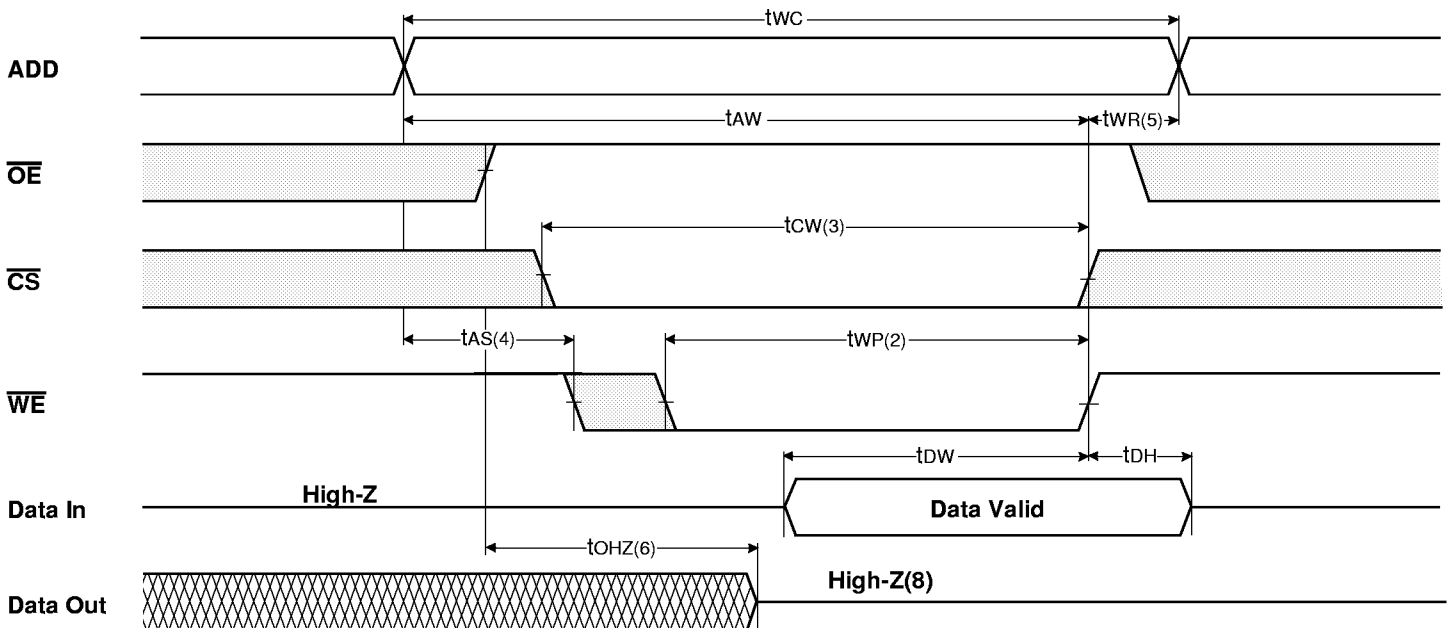 tWC
ADD
tAW
tWR(5)
OE
tCW(3)
CS
tAS(4)
tWP(2)
WE
tDW
tDH
High-Z
Data In
Data Valid
tOHZ(6)
High-Z(8)
Data Out